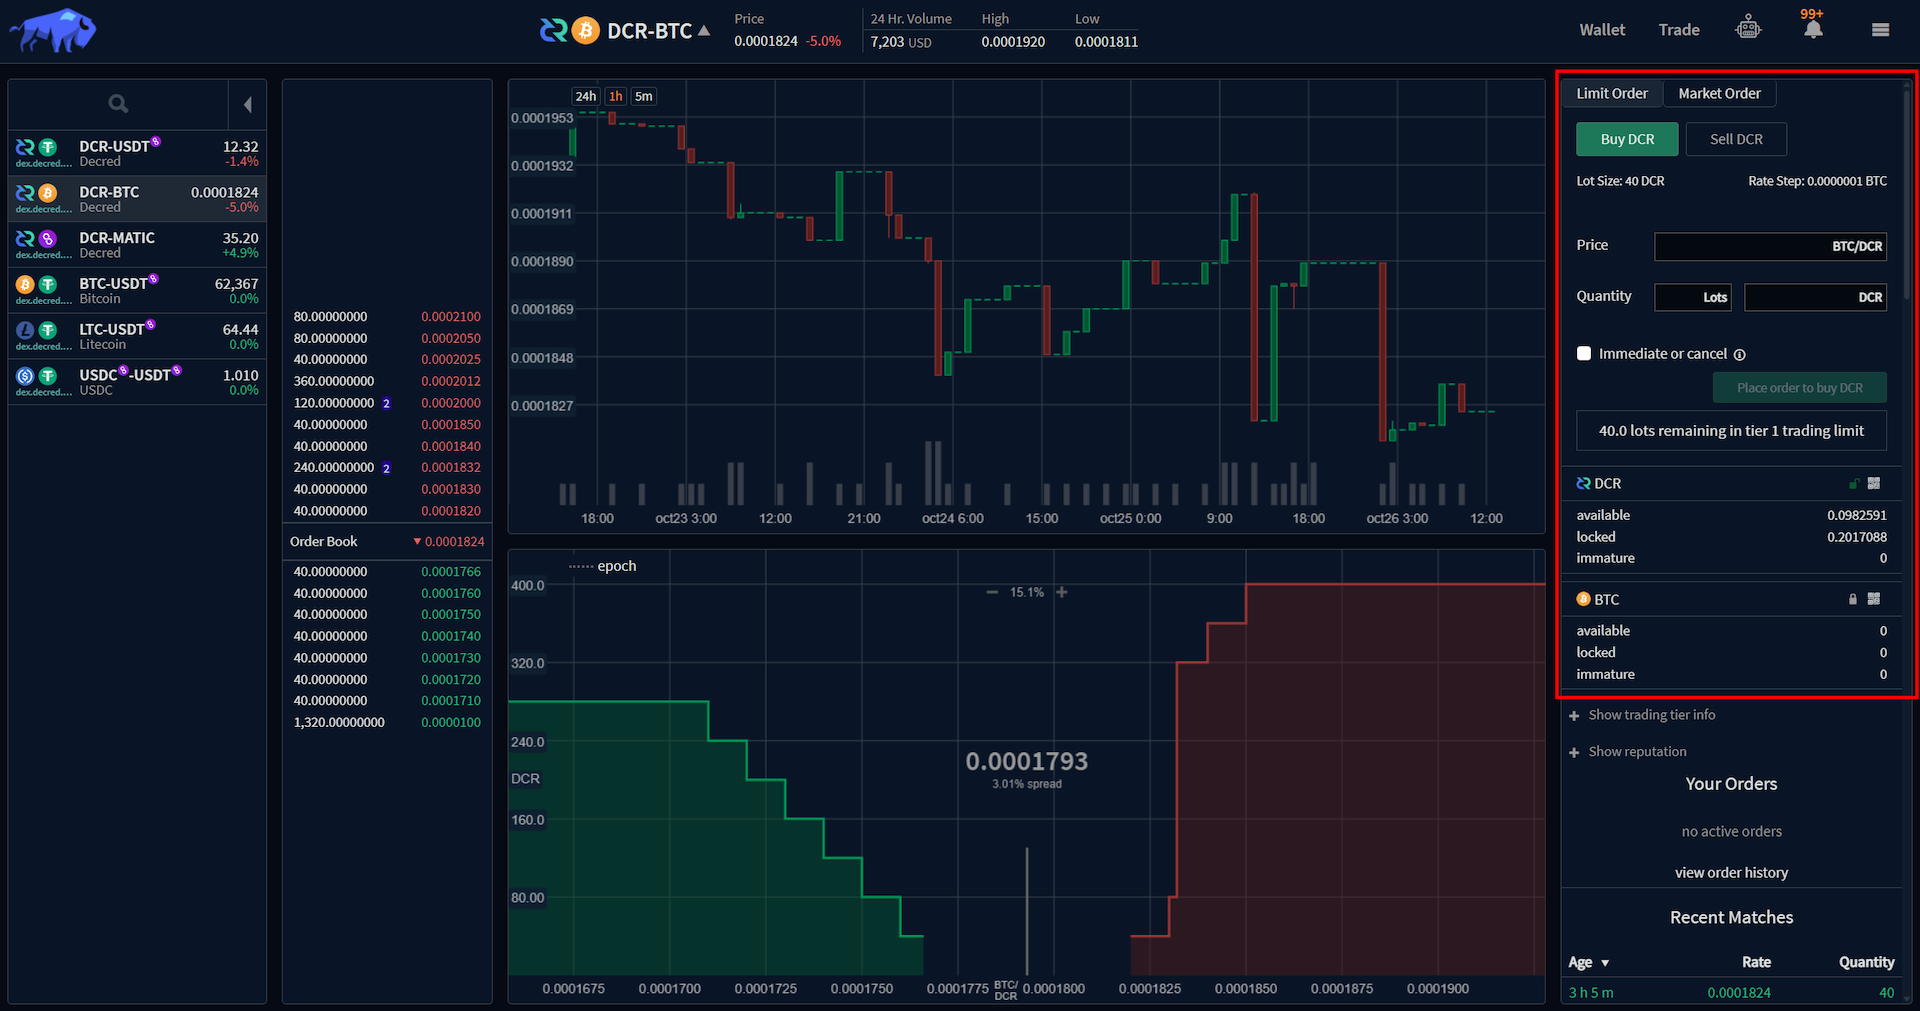 DCR-BTC
Price
0.0001824 -5.0%
24 Hr. Volume
7,203 USD
High
0.0001920
Low
0.0001811
Wallet
Trade
99+
DCR-USDT 12.32
Decred -1.4%
dex.decred....
DCR-BTC 0.0001824
Decred -5.0%
dex.decred....
DCR-MATIC 35.20
Decred +4.9%
dex.decred....
BTC-USDT 62,367
Bitcoin 0.0%
dex.decred....
LTC-USDT 64.44
Litecoin 0.0%
dex.decred....
USDC-USDT 1.010
USDC 0.0%
dex.decred....
80.00000000 0.0002100
80.00000000 0.0002050
40.00000000 0.0002025
360.00000000 0.0002012
120.00000000 2 0.0002000
40.00000000 0.0001850
40.00000000 0.0001840
240.00000000 2 0.0001832
40.00000000 0.0001830
40.00000000 0.0001820
Order Book 0.0001824
40.00000000 0.0001766
40.00000000 0.0001760
40.00000000 0.0001750
40.00000000 0.0001740
40.00000000 0.0001730
40.00000000 0.0001720
40.00000000 0.0001710
1,320.00000000 0.0000100
24h 1h 5m
0.0001953
0.0001932
0.0001911
0.0001890
0.0001869
0.0001848
0.0001827
18:00 oct23 3:00 12:00 21:00 oct24 6:00 15:00 oct25 0:00 9:00 18:00 oct26 3:00 12:00
epoch
15.1%
400.0
320.0
240.0
DCR
160.0
80.00
0.0001793
3.01% spread
0.0001675 0.0001700 0.0001725 0.0001750 0.0001775 BTC/DCR 0.0001800 0.0001825 0.0001850 0.0001875 0.0001900
Limit Order Market Order
Buy DCR Sell DCR
Lot Size: 40 DCR Rate Step: 0.0000001 BTC
Price BTC/DCR
Quantity Lots DCR
Immediate or cancel
Place order to buy DCR
40.0 lots remaining in tier 1 trading limit
DCR
available 0.0982591
locked 0.2017088
immature 0
BTC
available 0
locked 0
immature 0
Show trading tier info
Show reputation
Your Orders
no active orders
view order history
Recent Matches
Age Rate Quantity
3 h 5 m 0.0001824 40